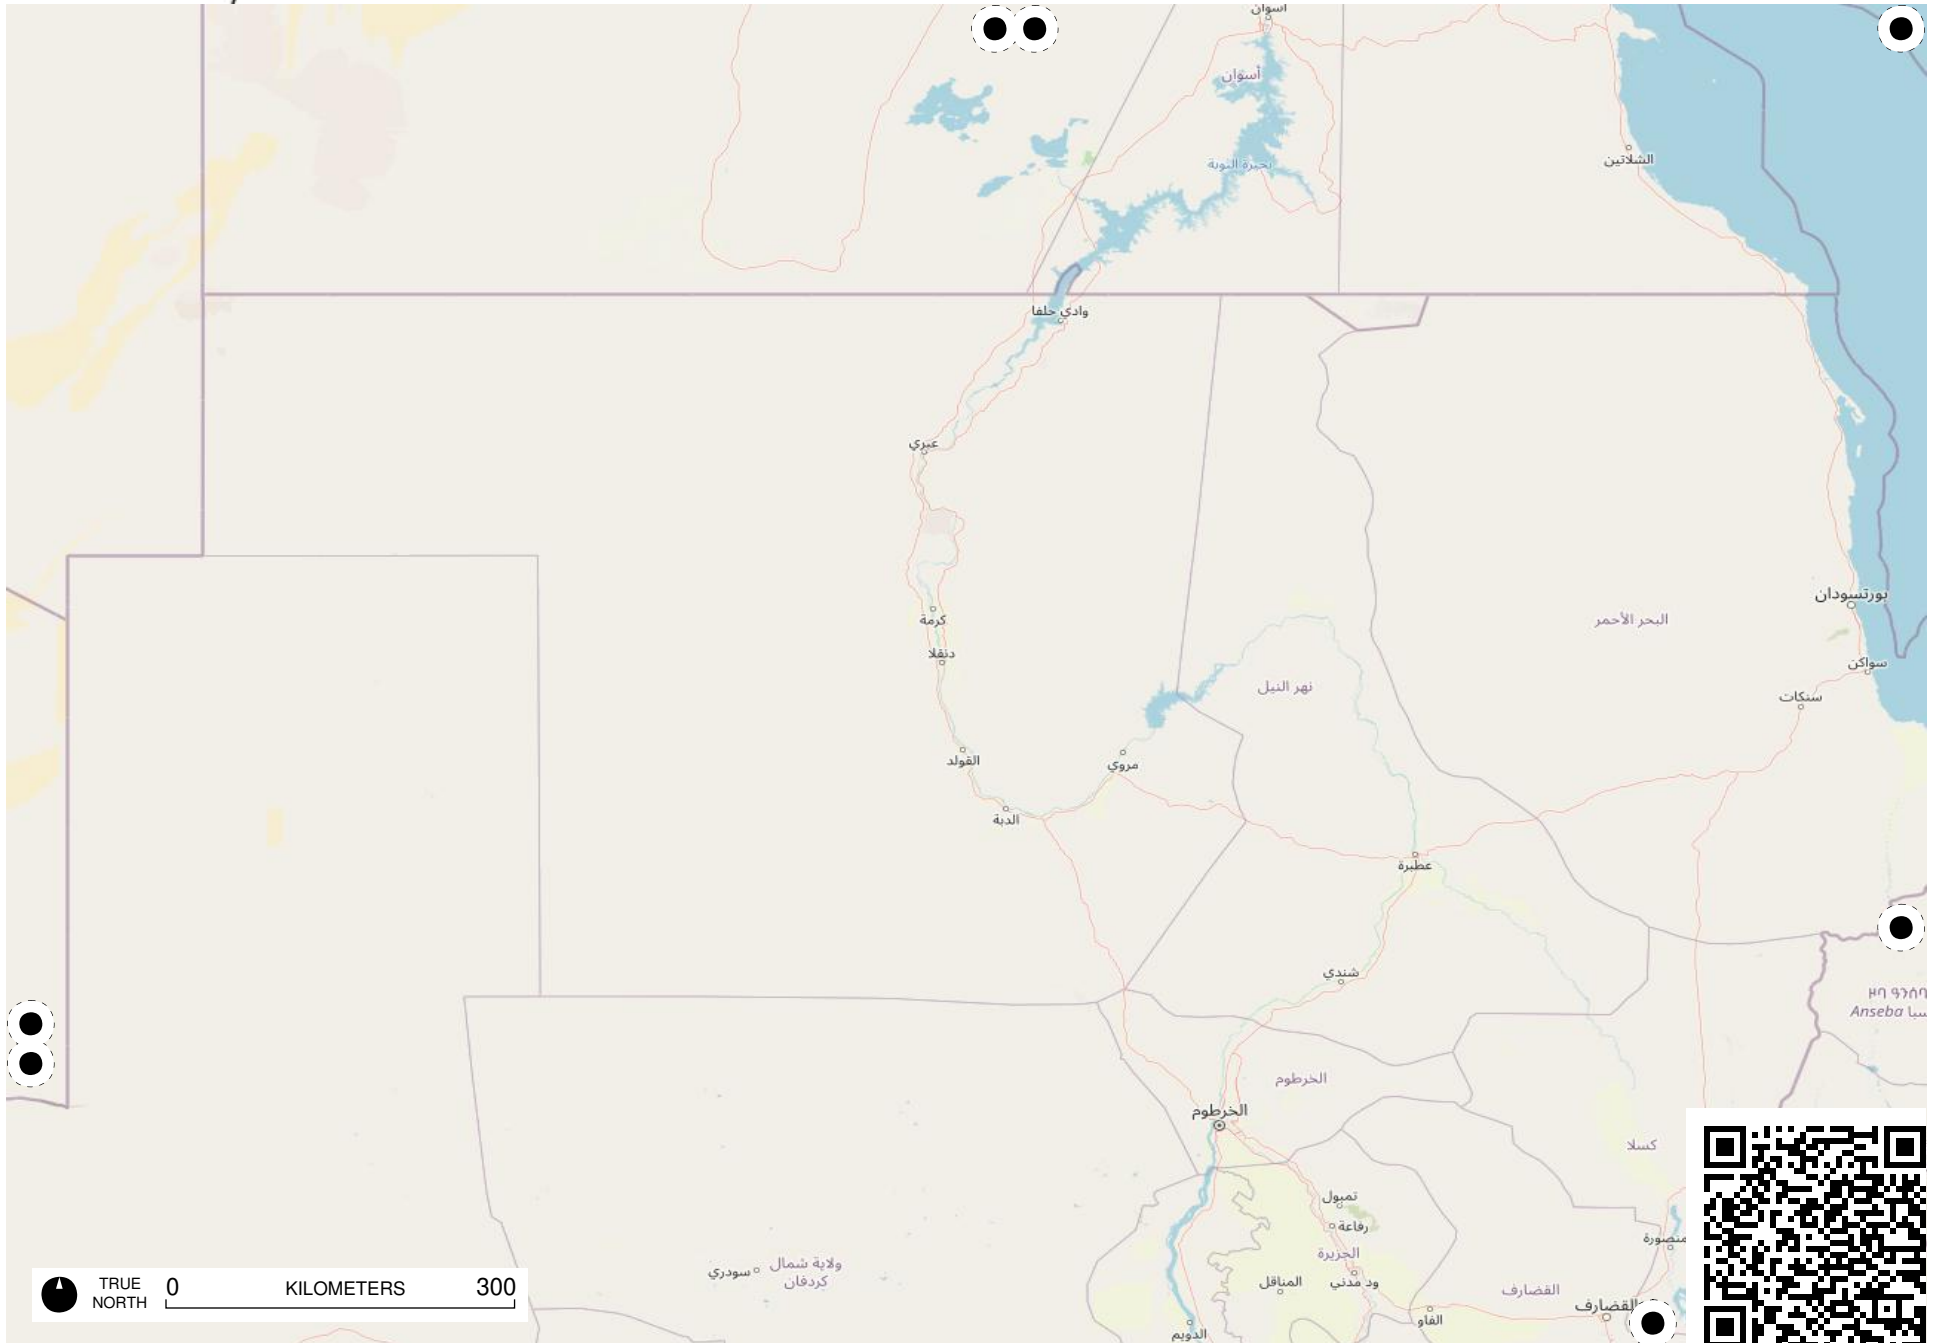 أسوان
أسوان
بحيرة النوبة
الشلاتين
وادي حلفا
عبري
كرمة
دنقلا
القولد
الدبة
مروي
نهر النيل
البحر الأحمر
بورتسودان
سواكن
سنكات
عطبرة
شندي
ዞባ ዓንሰባ
Anseba
الخرطوم
الخرطوم
كسلا
تمبول
رفاعة
الجزيرة
ود مدني
المناقل
ولاية شمال
كردفان
سودري
القضارف
القضارف
الفاو
الدويم
TRUE
NORTH
0 KILOMETERS 300